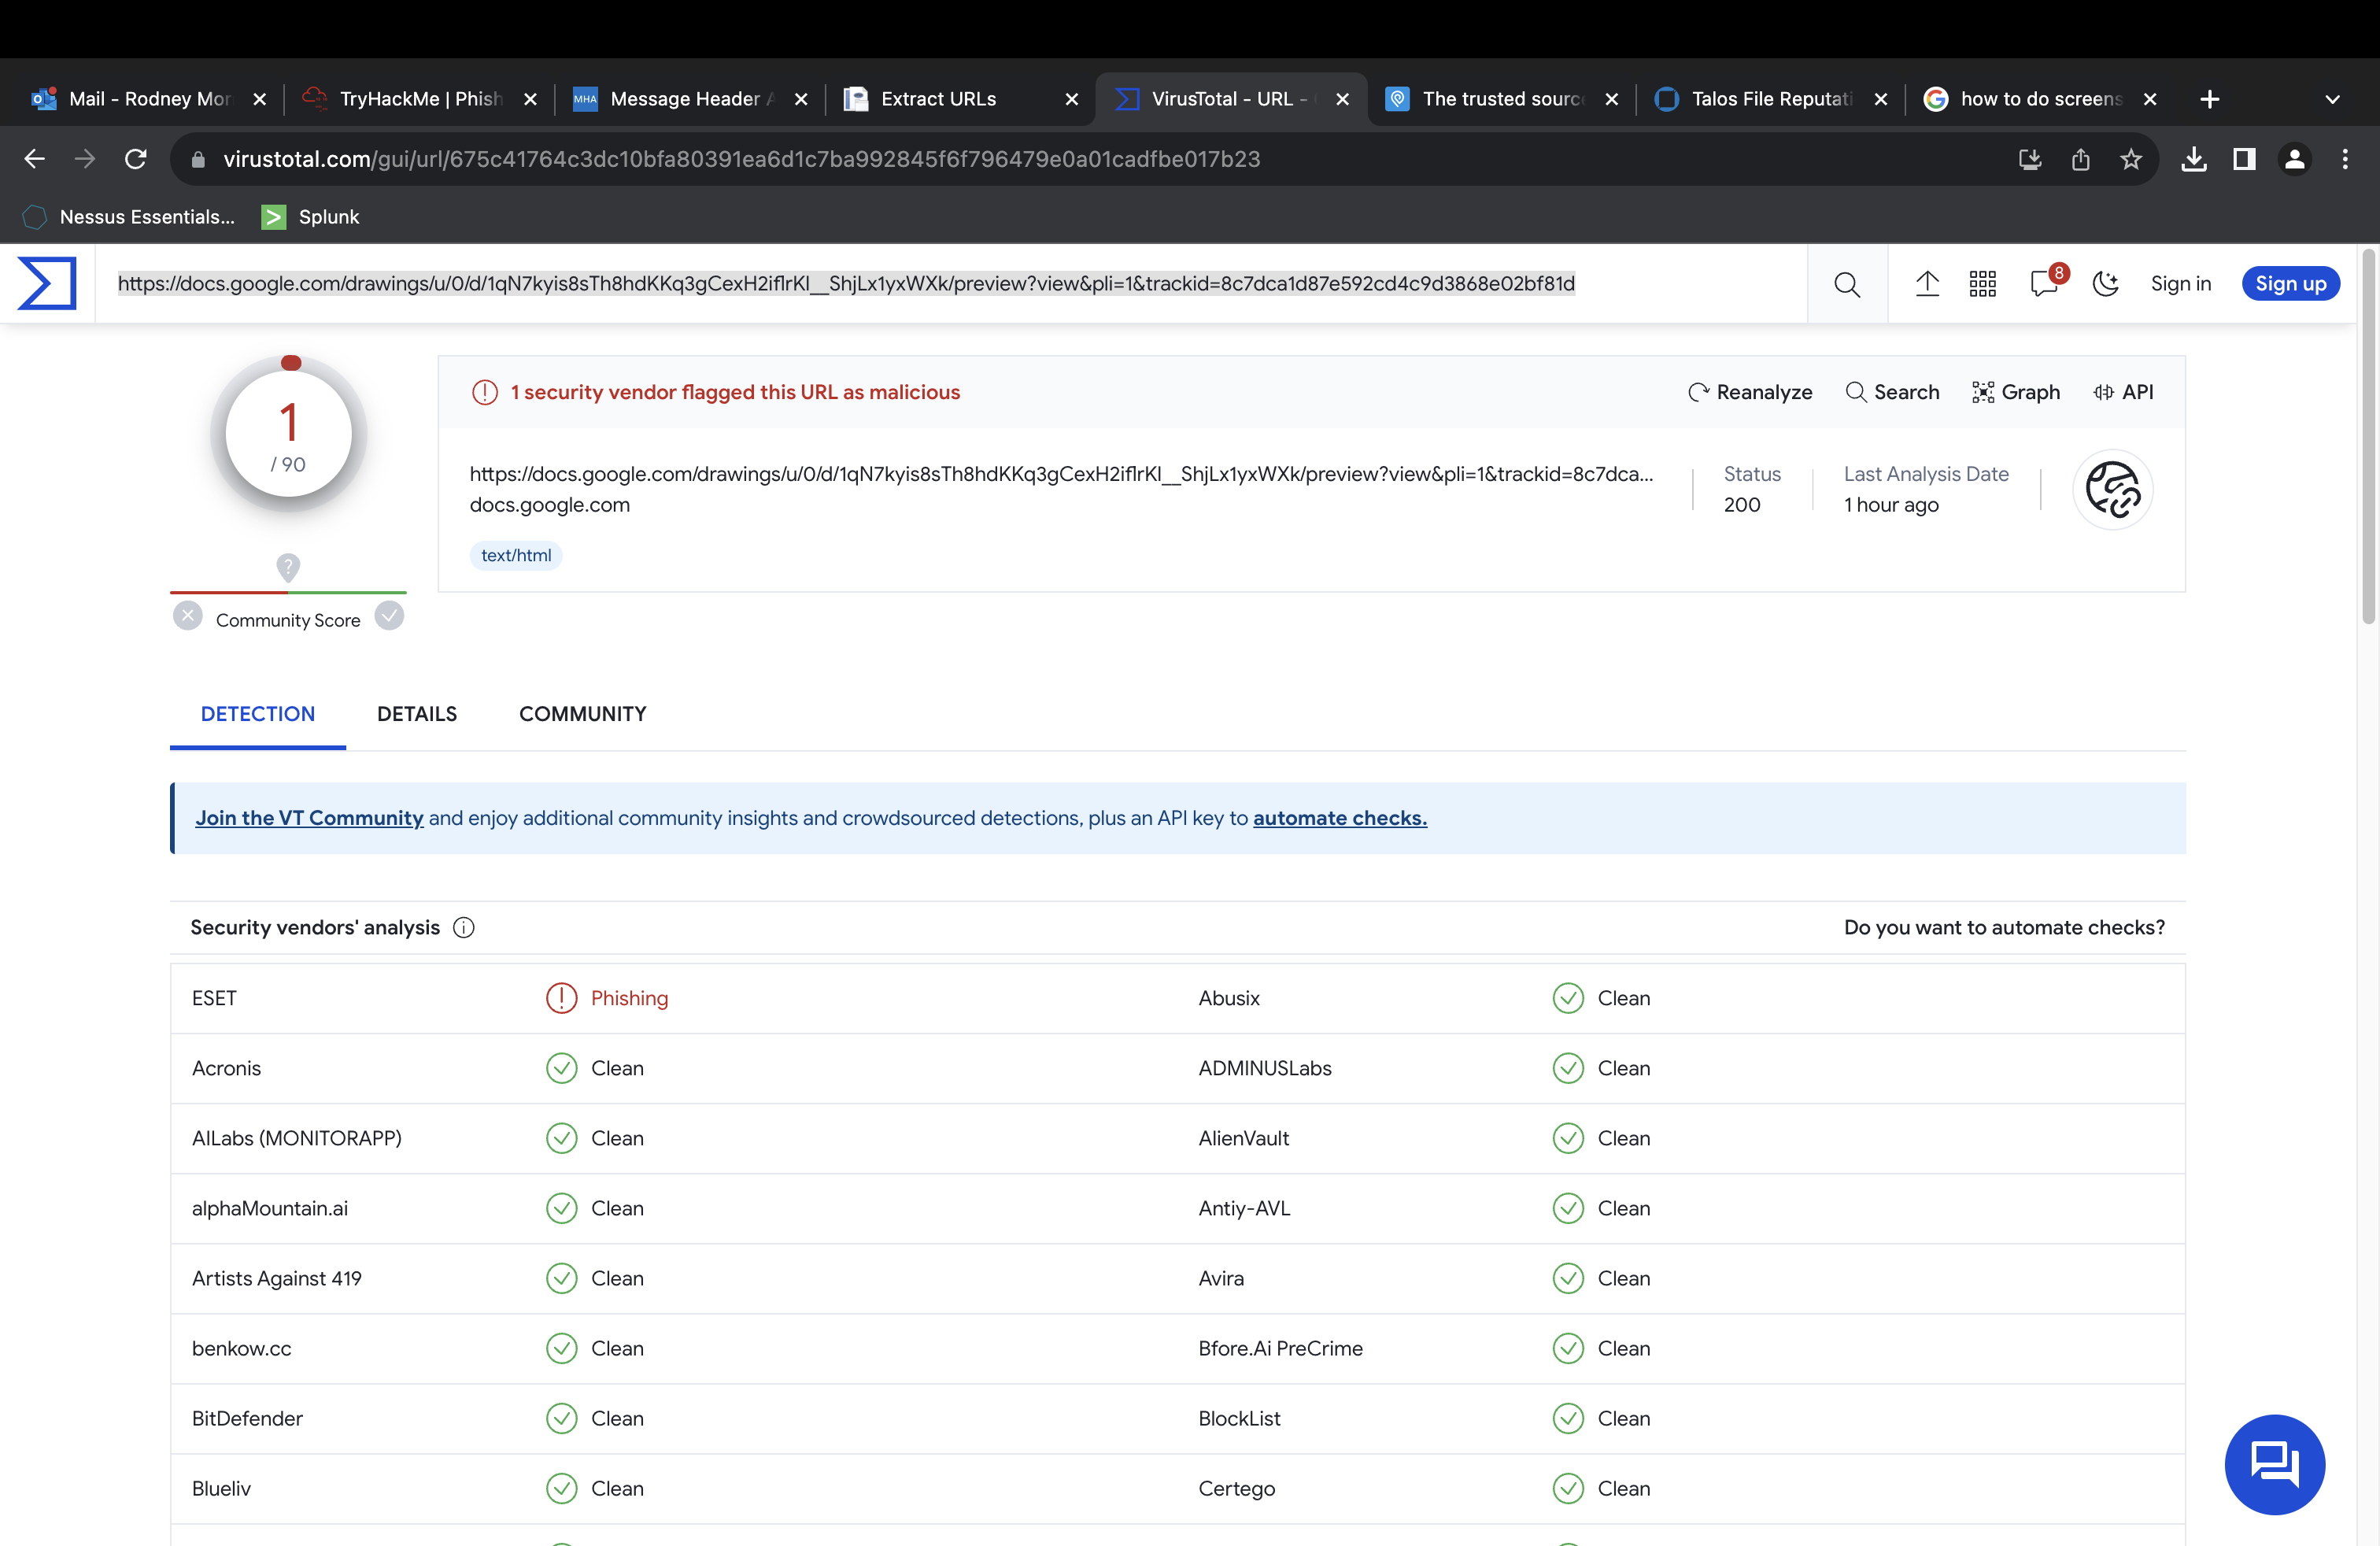 Mail - Rodney Mor
TryHackMe | Phish
MHA
Message Header A
Extract URLs
VirusTotal - URL -
The trusted source
Talos File Reputati
how to do screens
virustotal.com/gui/url/675c41764c3dc10bfa80391ea6d1c7ba992845f6f796479e0a01cadfbe017b23
Nessus Essentials...
Splunk
https://docs.google.com/drawings/u/0/d/1qN7kyis8sTh8hdKKq3gCexH2iflrKl__ShjLx1yxWXk/preview?view&pli=1&trackid=8c7dca1d87e592cd4c9d3868e02bf81d
8
Sign in
Sign up
1
/ 90
Community Score
1 security vendor flagged this URL as malicious
Reanalyze
Search
Graph
API
https://docs.google.com/drawings/u/0/d/1qN7kyis8sTh8hdKKq3gCexH2iflrKl__ShjLx1yxWXk/preview?view&pli=1&trackid=8c7dca...
docs.google.com
text/html
Status
200
Last Analysis Date
1 hour ago
DETECTION
DETAILS
COMMUNITY
Join the VT Community and enjoy additional community insights and crowdsourced detections, plus an API key to automate checks.
Security vendors' analysis
Do you want to automate checks?
ESET Phishing Abusix Clean
Acronis Clean ADMINUSLabs Clean
AILabs (MONITORAPP) Clean AlienVault Clean
alphaMountain.ai Clean Antiy-AVL Clean
Artists Against 419 Clean Avira Clean
benkow.cc Clean Bfore.Ai PreCrime Clean
BitDefender Clean BlockList Clean
Blueliv Clean Certego Clean